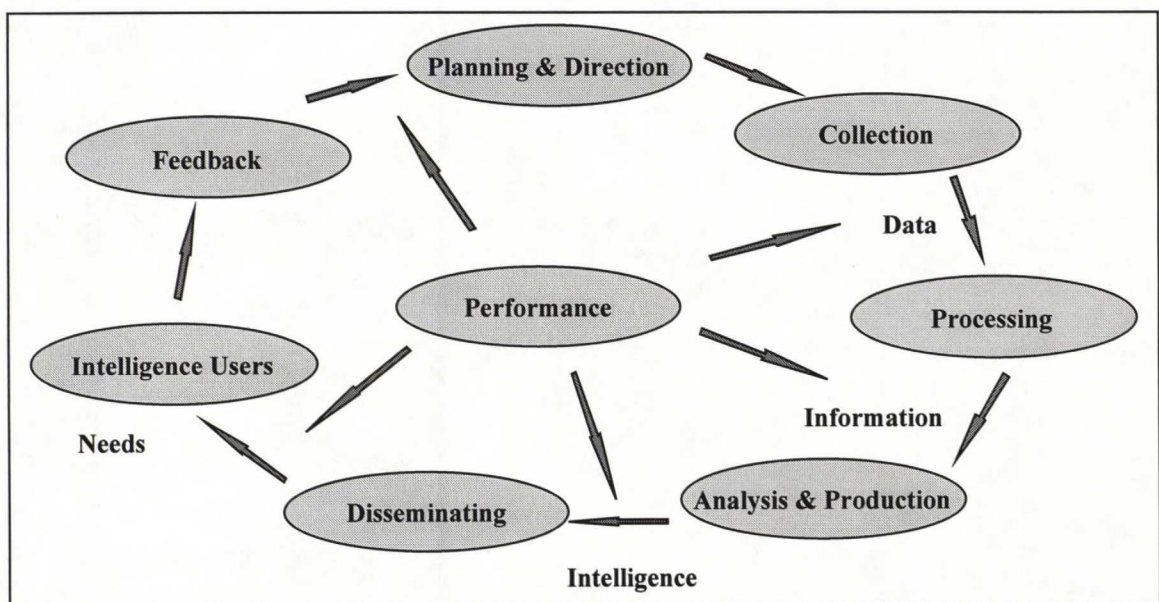 Planning & Direction
Collection
Feedback
Data
Performance
Processing
Intelligence Users
Information
Needs
Analysis & Production
Disseminating
Intelligence